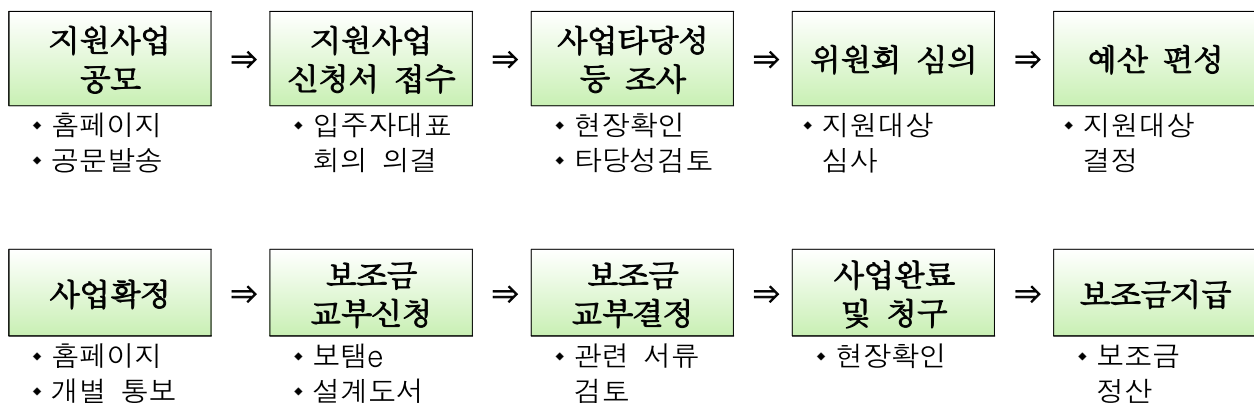 지원사업
공모
⇒
지원사업
신청서 접수
⇒
사업타당성
등 조사
⇒
위원회 심의
⇒
예산 편성
◆ 홈페이지
◆ 공문발송
◆ 입주자대표
회의 의결
◆ 현장확인
◆ 타당성검토
◆ 지원대상
심사
◆ 지원대상
결정
사업확정
⇒
보조금
교부신청
⇒
보조금
교부결정
⇒
사업완료
및 청구
⇒
보조금지급
◆ 홈페이지
◆ 개별 통보
◆ 보탬e
◆ 설계도서
◆ 관련 서류
검토
◆ 현장확인
◆ 보조금
정산